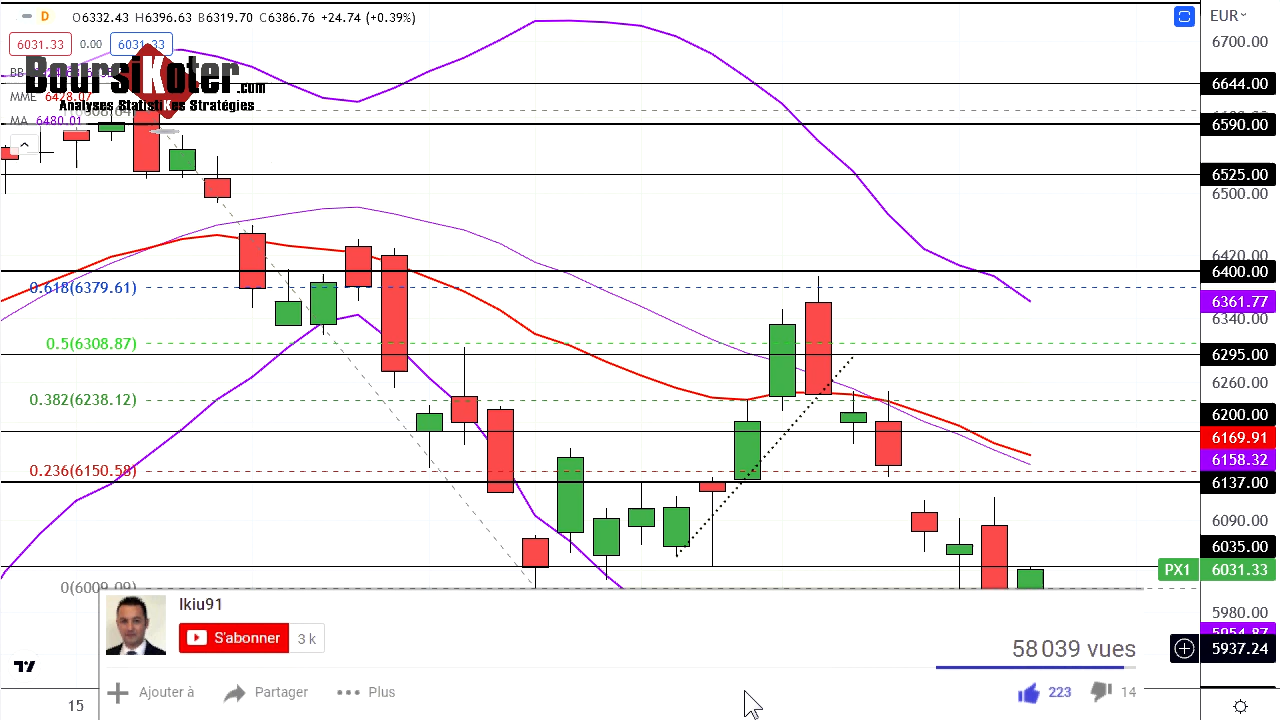 D O6332.43 H6396.63 B6319.70 C6386.76 +24.74 (+0.39%)
EUR
6031.33 0.00 6031.33
BB
BoursiKoter.com
Analyses Statistikes Stratégies
MME 6428.07
MA 6480.01
6700.00
6644.00
6590.00
6525.00
6500.00
6420.00
6400.00
0.618(6379.61)
6361.77
6340.00
0.5(6308.87)
6295.00
6260.00
0.382(6238.12)
6200.00
6169.91
6158.32
0.236(6150.58)
6137.00
6090.00
6035.00
PX1 6031.33
0(6009.09)
5980.00
5954.87
5937.24
Ikiu91
S'abonner 3 k
58 039 vues
Ajouter à Partager Plus
223 14
15